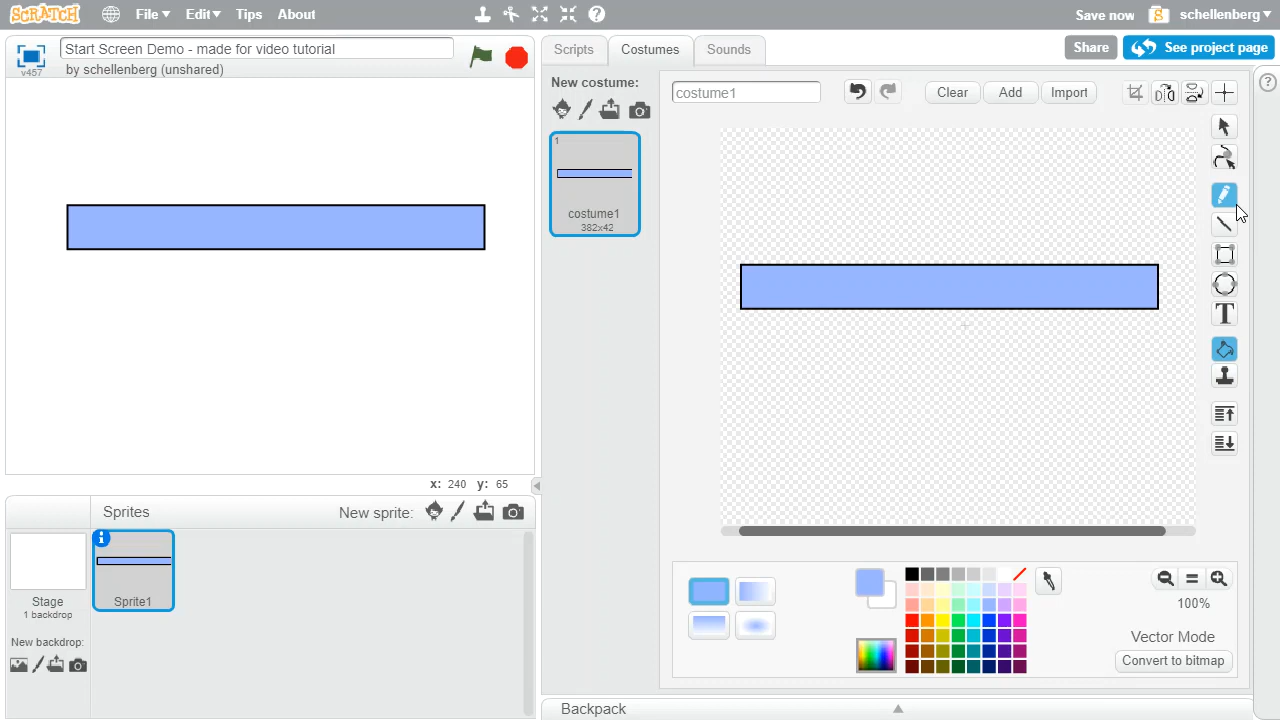 SCRATCH File Edit Tips About Save now schellenberg
v457 Start Screen Demo - made for video tutorial
by schellenberg (unshared)
Scripts Costumes Sounds Share See project page
New costume:
costume1 Clear Add Import
1
costume1
382x42
T
x: 240 y: 65
Sprites New sprite:
Stage
1 backdrop
Sprite1
New backdrop:
100%
Vector Mode
Convert to bitmap
Backpack